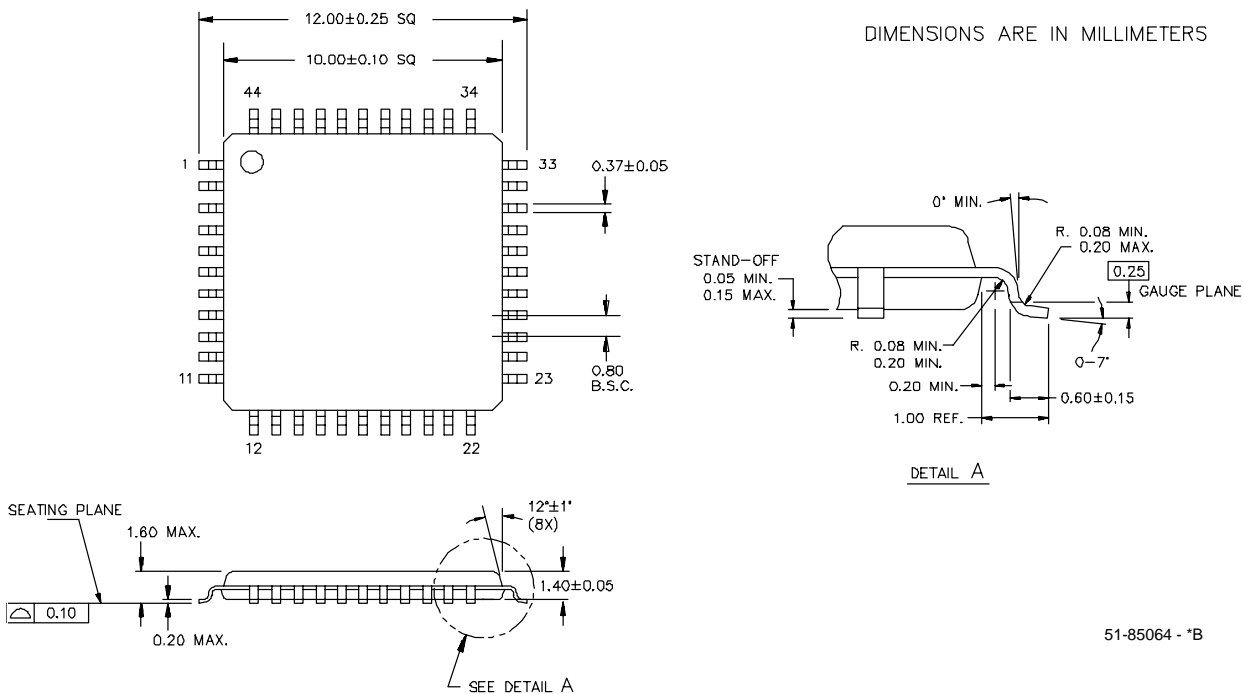 12.00±0.25 SQ
DIMENSIONS ARE IN MILLIMETERS
10.00±0.10 SQ
44
34
1
33
0.37±0.05
0° MIN.
R. 0.08 MIN.
0.20 MAX.
STAND-OFF
0.05 MIN.
0.15 MAX.
0.25
GAUGE PLANE
R. 0.08 MIN.
0.20 MIN.
0-7°
0.80
B.S.C.
11
23
0.20 MIN.
0.60±0.15
1.00 REF.
12
22
DETAIL A
SEATING PLANE
1.60 MAX.
12°±1°
(8X)
1.40±0.05
0.10
0.20 MAX.
SEE DETAIL A
51-85064 - *B